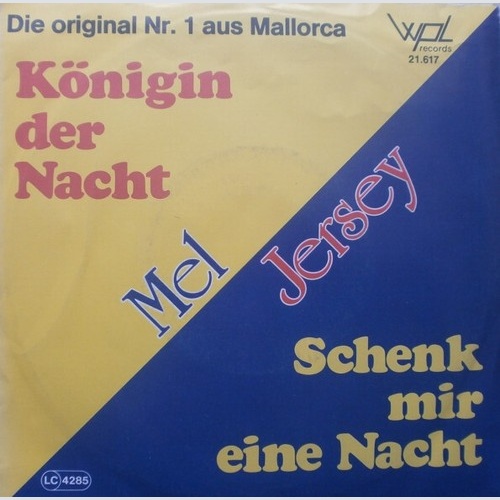 Die original Nr. 1 aus Mallorca
WPL
records
21.617
Königin
der
Nacht
Mel Jersey
Schenk
mir
eine Nacht
LC 4285